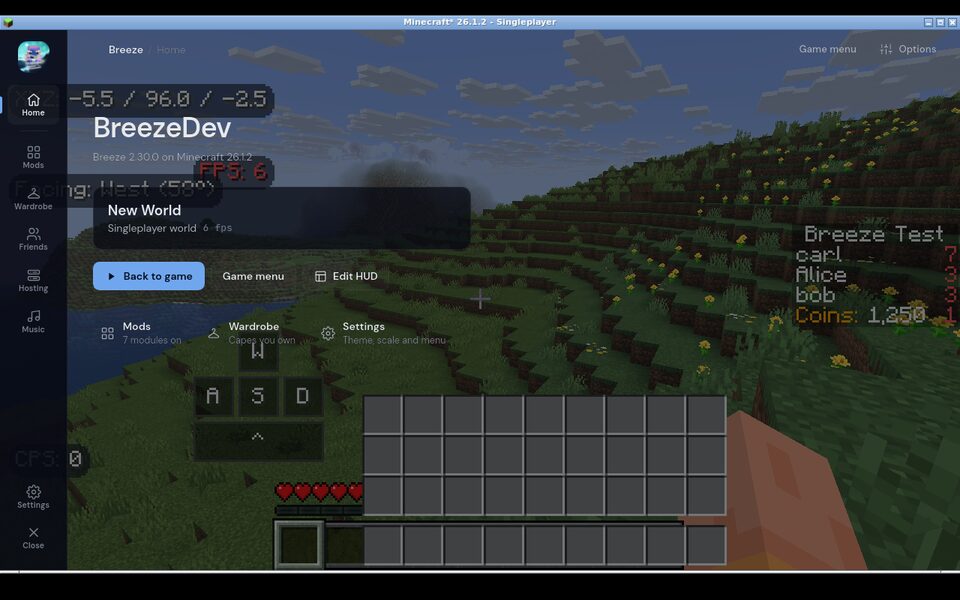 Minecraft* 26.1.2 - Singleplayer
Breeze / Home
Game menu
Options
-5.5 / 96.0 / -2.5
Home
BreezeDev
Breeze 2.30.0 on Minecraft 26.1.2
FPS: 6
Mods
Facing: West (58°)
Wardrobe
New World
Singleplayer world 6 fps
Friends
Breeze Test
carl 7
Alice 3
bob 3
Coins: 1,250 1
Back to game
Game menu
Edit HUD
Hosting
Music
Mods
7 modules on
Wardrobe
Capes you own
Settings
Theme, scale and menu
W
A S D
^
CPS: 0
Settings
Close